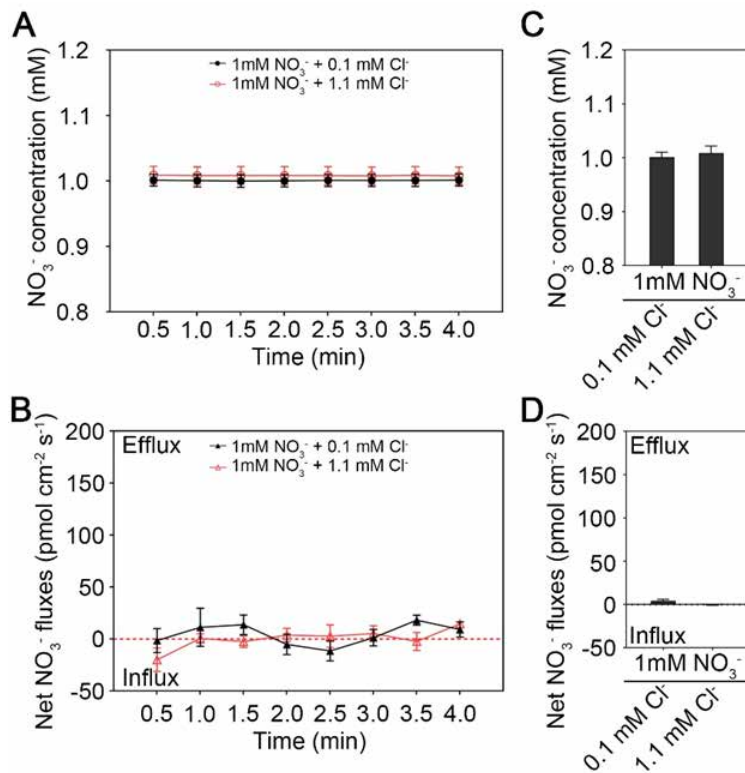 A
1.2
1.1
1.0
0.9
0.8
NO₃⁻ concentration (mM)
1mM NO₃⁻ + 0.1 mM Cl⁻
1mM NO₃⁻ + 1.1 mM Cl⁻
0.5 1.0 1.5 2.0 2.5 3.0 3.5 4.0
Time (min)
C
1.2
1.1
1.0
0.9
0.8
NO₃⁻ concentration (mM)
1mM NO₃⁻
0.1 mM Cl⁻
1.1 mM Cl⁻
B
200
150
100
50
0
-50
Net NO₃⁻ fluxes (pmol cm⁻² s⁻¹)
Efflux
1mM NO₃⁻ + 0.1 mM Cl⁻
1mM NO₃⁻ + 1.1 mM Cl⁻
Influx
0.5 1.0 1.5 2.0 2.5 3.0 3.5 4.0
Time (min)
D
200
150
100
50
0
-50
Net NO₃⁻ fluxes (pmol cm⁻² s⁻¹)
Efflux
Influx
1mM NO₃⁻
0.1 mM Cl⁻
1.1 mM Cl⁻